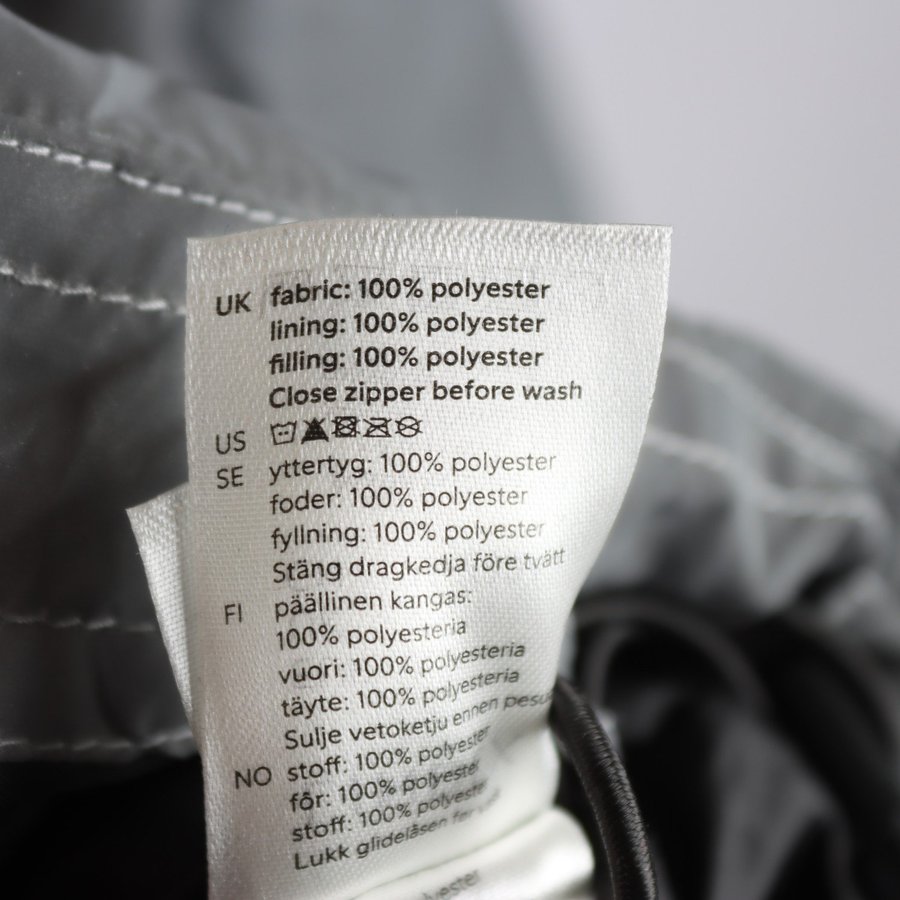 UK fabric: 100% polyester
lining: 100% polyester
filling: 100% polyester
Close zipper before wash
US
SE yttertyg: 100% polyester
foder: 100% polyester
fyllning: 100% polyester
Stäng dragkedja före tvätt
FI päällinen kangas:
100% polyesteria
vuori: 100% polyesteria
täyte: 100% polyesteria
Sulje vetoketju ennen
NO stoff: 100% polyester
fôr: 100% polyester
stoff: 100% polyester
Lukk glidelåsen før
polyester